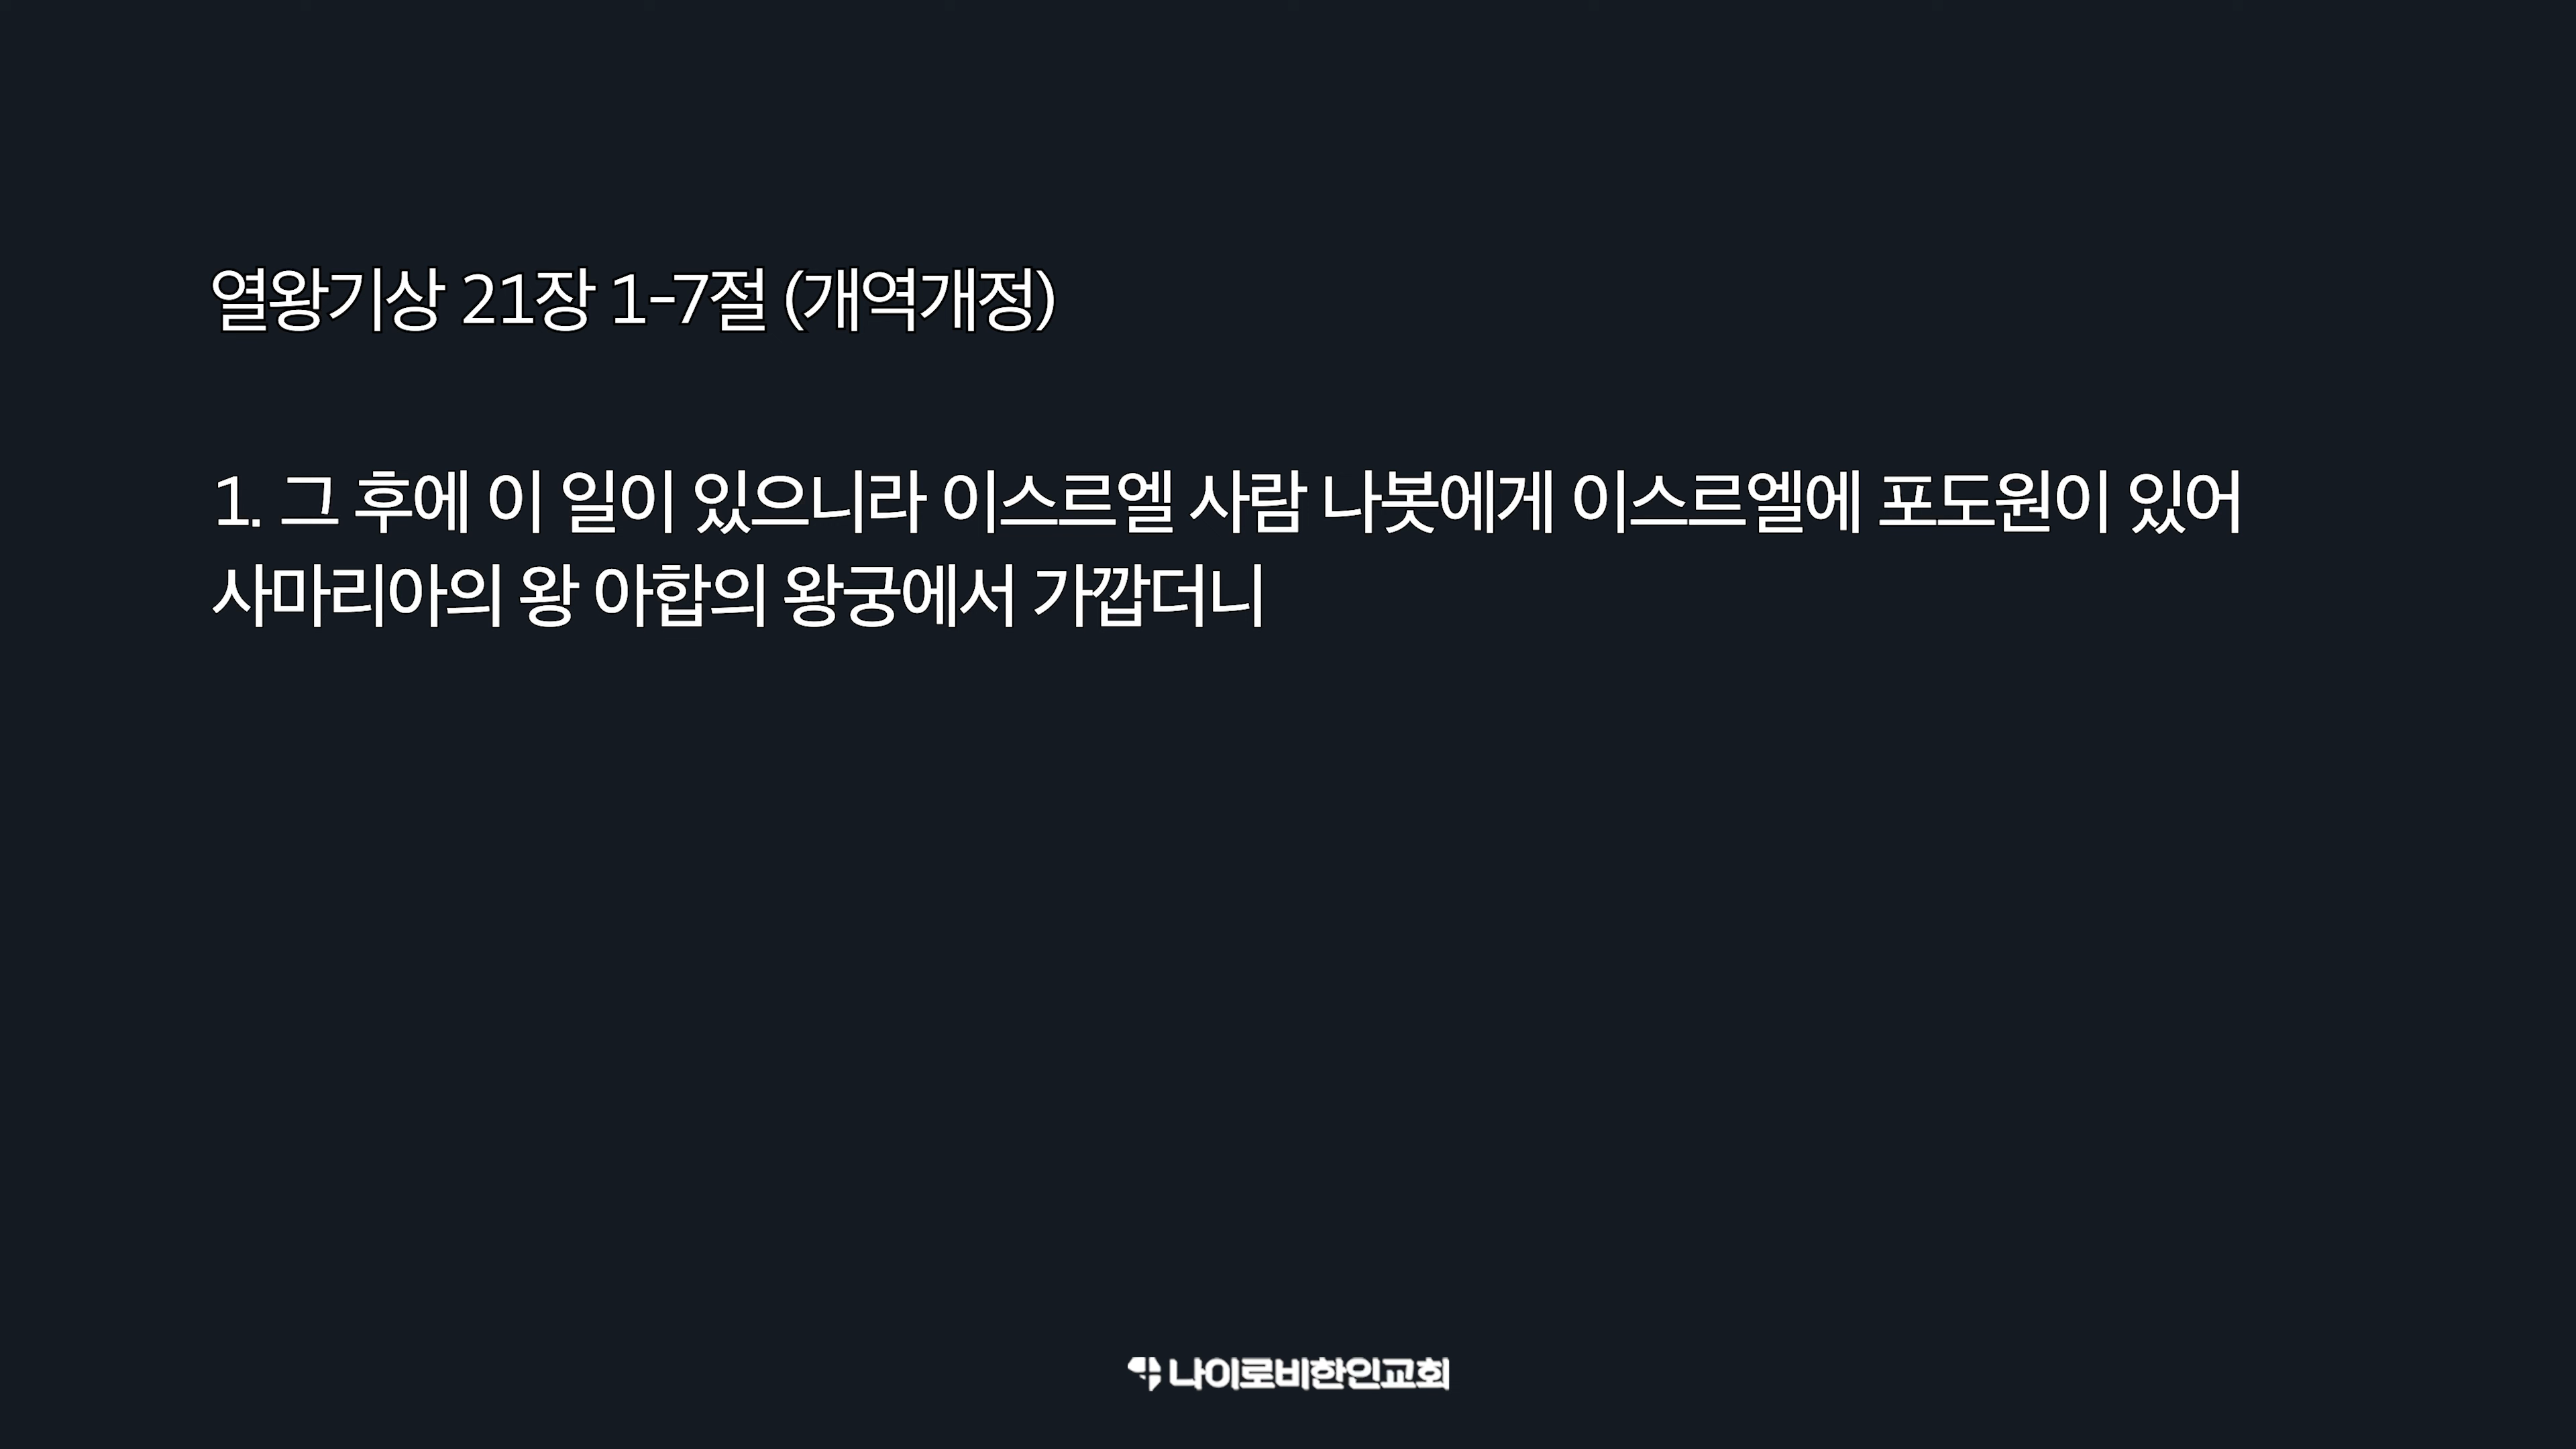 열왕기상 21장 1-7절 (개역개정)
1. 그 후에 이 일이 있으니라 이스르엘 사람 나봇에게 이스르엘에 포도원이 있어
사마리아의 왕 아합의 왕궁에서 가깝더니
나이로비한인교회